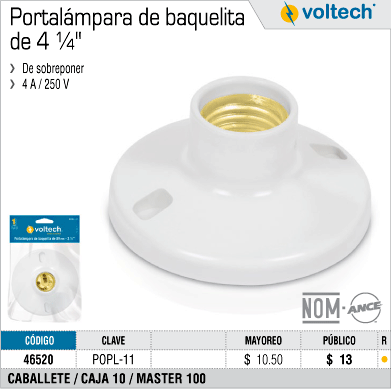 Portalámpara de baquelita
de 4 ¼"
voltech
› De sobreponer
› 4 A / 250 V
voltech
NOM-ANCE
CÓDIGO CLAVE MAYOREO PÚBLICO R
46520 POPL-11 $ 10.50 $ 13
CABALLETE / CAJA 10 / MASTER 100